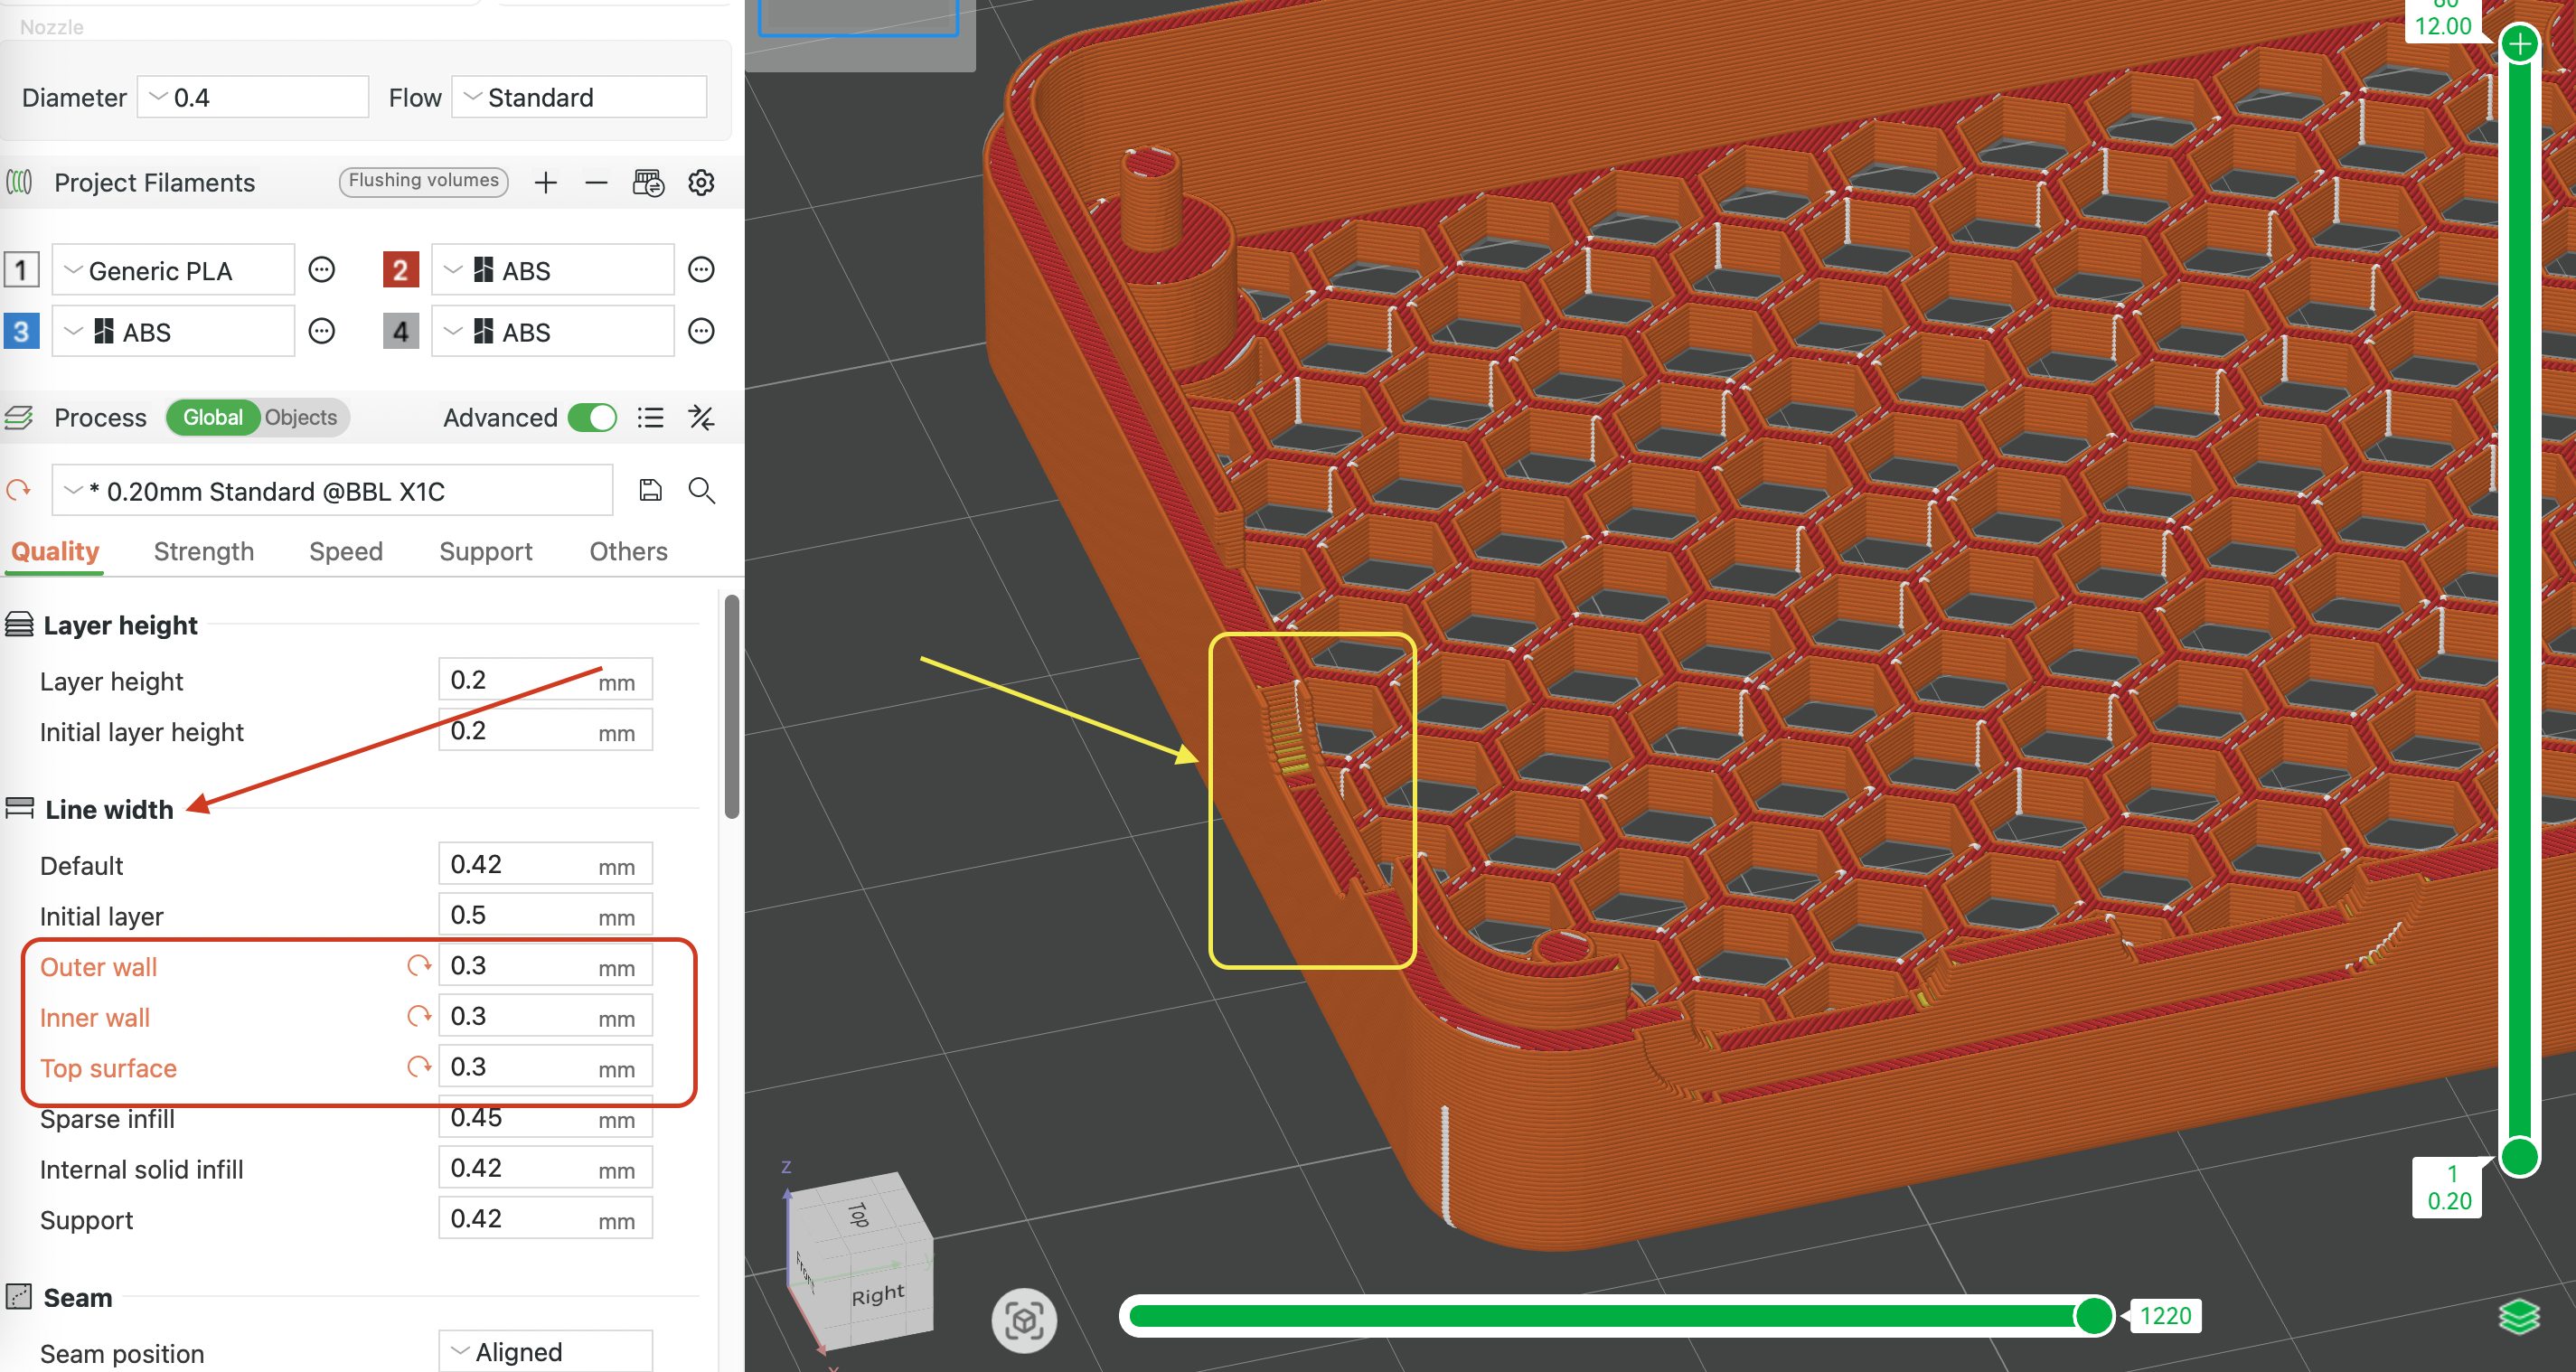 Nozzle
Diameter 0.4 Flow Standard
Project Filaments Flushing volumes
1 Generic PLA 2 ABS
3 ABS 4 ABS
Process Global Objects Advanced
* 0.20mm Standard @BBL X1C
Quality Strength Speed Support Others
Layer height
Layer height 0.2 mm
Initial layer height 0.2 mm
Line width
Default 0.42 mm
Initial layer 0.5 mm
Outer wall 0.3 mm
Inner wall 0.3 mm
Top surface 0.3 mm
Sparse infill 0.45 mm
Internal solid infill 0.42 mm
Support 0.42 mm
Seam
Seam position Aligned
12.00
1
0.20
z
Top
Front
Right
y
x
1220